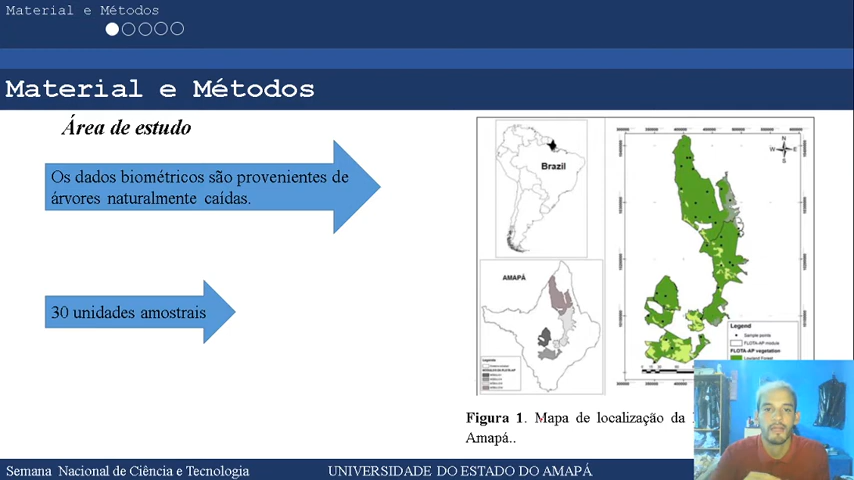 Material e Métodos
Material e Métodos
Área de estudo
Os dados biométricos são provenientes de
árvores naturalmente caídas.
30 unidades amostrais
Brazil
AMAPÁ
N
W
E
S
Legend
Sample points
FLOTA-AP module
FLOTA-AP vegetation
Lowland Forest
Figura 1. Mapa de localização da
Amapá..
Semana Nacional de Ciência e Tecnologia
UNIVERSIDADE DO ESTADO DO AMAPÁ